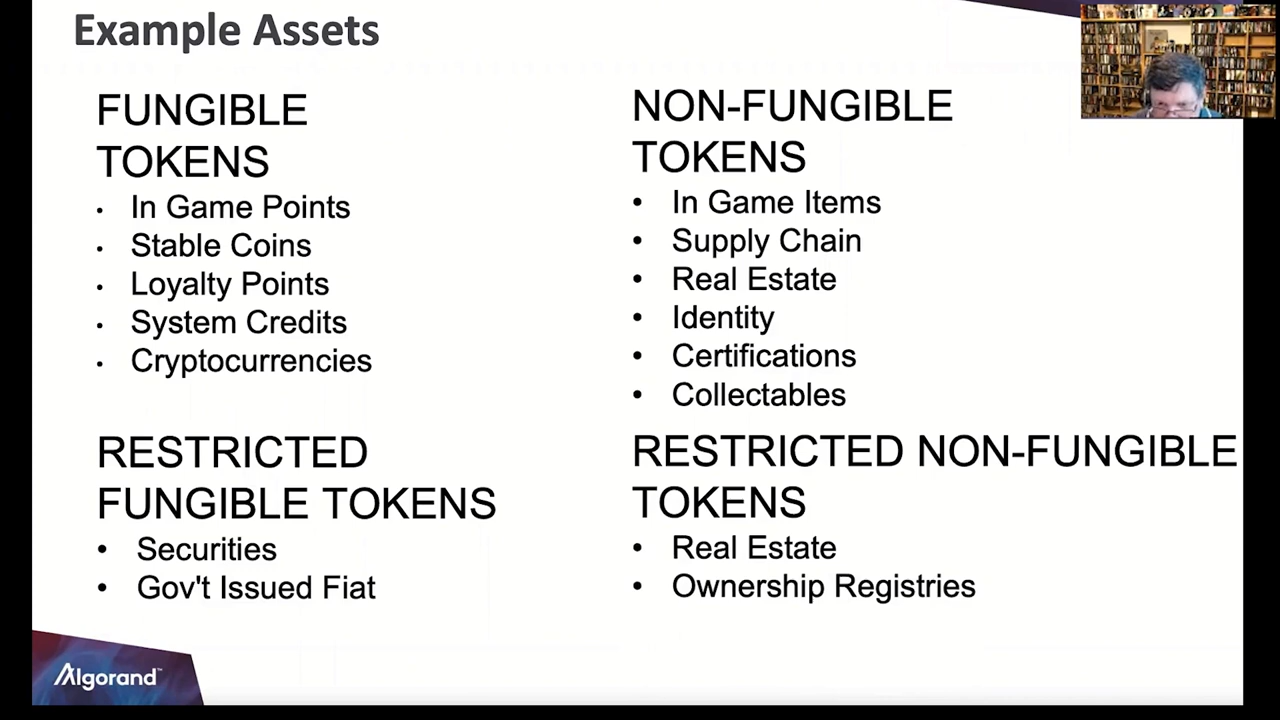 Example Assets
FUNGIBLE
TOKENS
• In Game Points
• Stable Coins
• Loyalty Points
• System Credits
• Cryptocurrencies
NON-FUNGIBLE
TOKENS
• In Game Items
• Supply Chain
• Real Estate
• Identity
• Certifications
• Collectables
RESTRICTED
FUNGIBLE TOKENS
• Securities
• Gov't Issued Fiat
RESTRICTED NON-FUNGIBLE
TOKENS
• Real Estate
• Ownership Registries
Algorand™